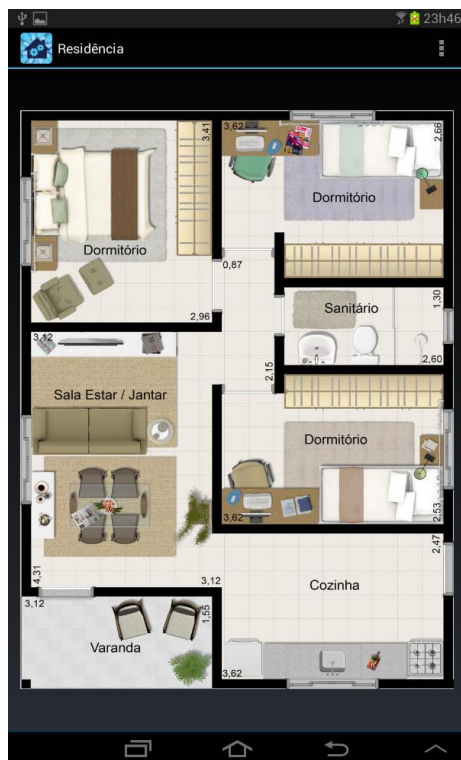 23h46
Residência
3,41
3,62
2,66
Dormitório
Dormitório
0,87
2,96
Sanitário
1,30
3,12
2,15
2,60
Sala Estar / Jantar
Dormitório
3,62
2,53
2,47
4,31
3,12
Cozinha
3,12
1,55
Varanda
3,62